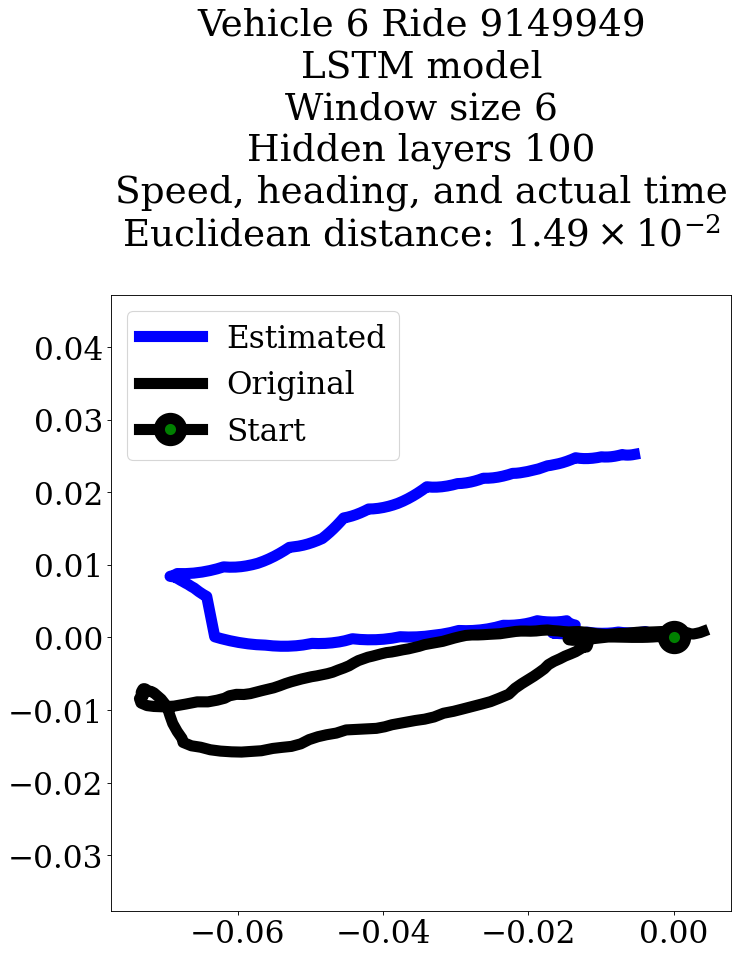 Vehicle 6 Ride 9149949
LSTM model
Window size 6
Hidden layers 100
Speed, heading, and actual time
Euclidean distance: 1.49 × 10⁻²
Estimated
Original
Start
0.04
0.03
0.02
0.01
0.00
−0.01
−0.02
−0.03
−0.06 −0.04 −0.02 0.00